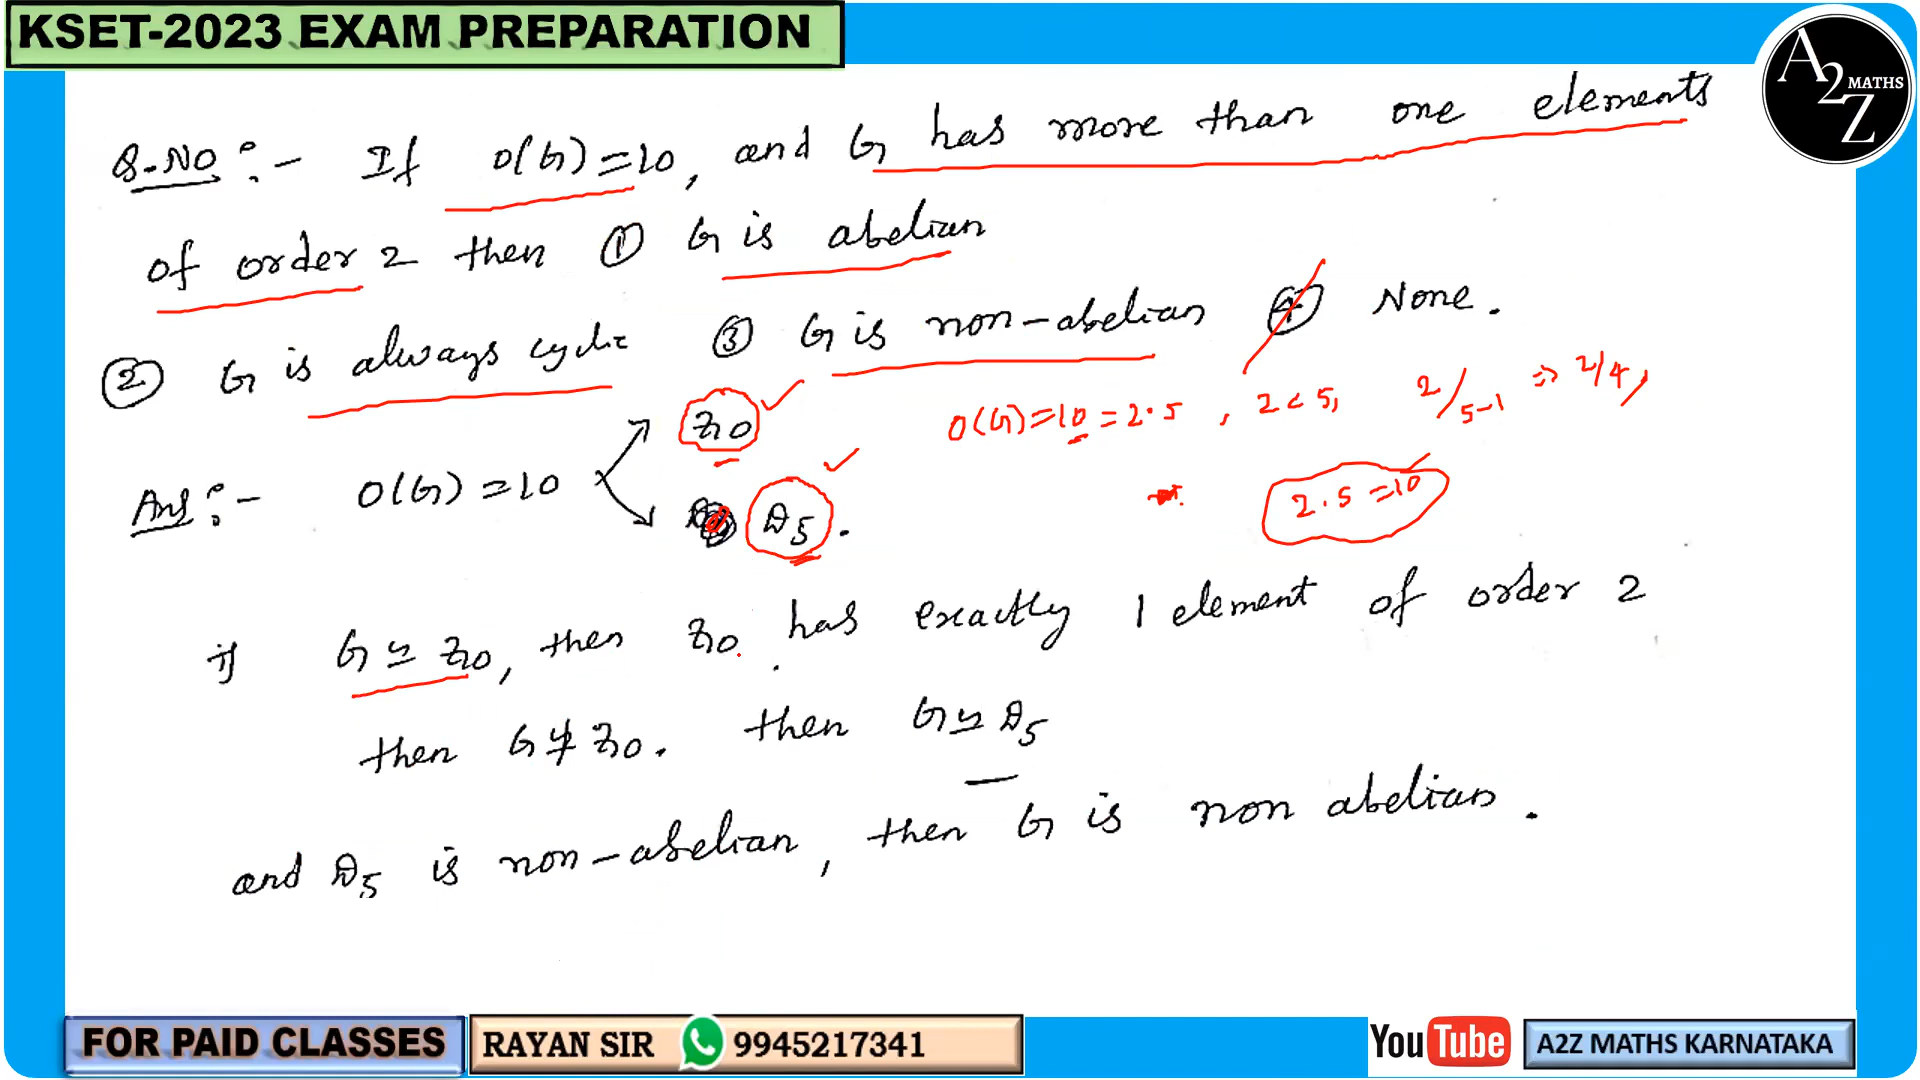 KSET-2023 EXAM PREPARATION
A2Z MATHS
Q.NO :- If O(G)=10, and G has more than one elements
of order 2 then ① G is abelian
② G is always cyclic ③ G is non-abelian ④ None.
O(G)=10=2.5, 2<5, 2/5-1 => 2/4,
Z10
Ans :- O(G)=10
D5.
2.5=10
if G ≃ Z10, then Z10 has exactly 1 element of order 2
then G ≄ Z10. then G ≃ D5
and D5 is non-abelian, then G is non abelian.
FOR PAID CLASSES
RAYAN SIR 9945217341
YouTube
A2Z MATHS KARNATAKA